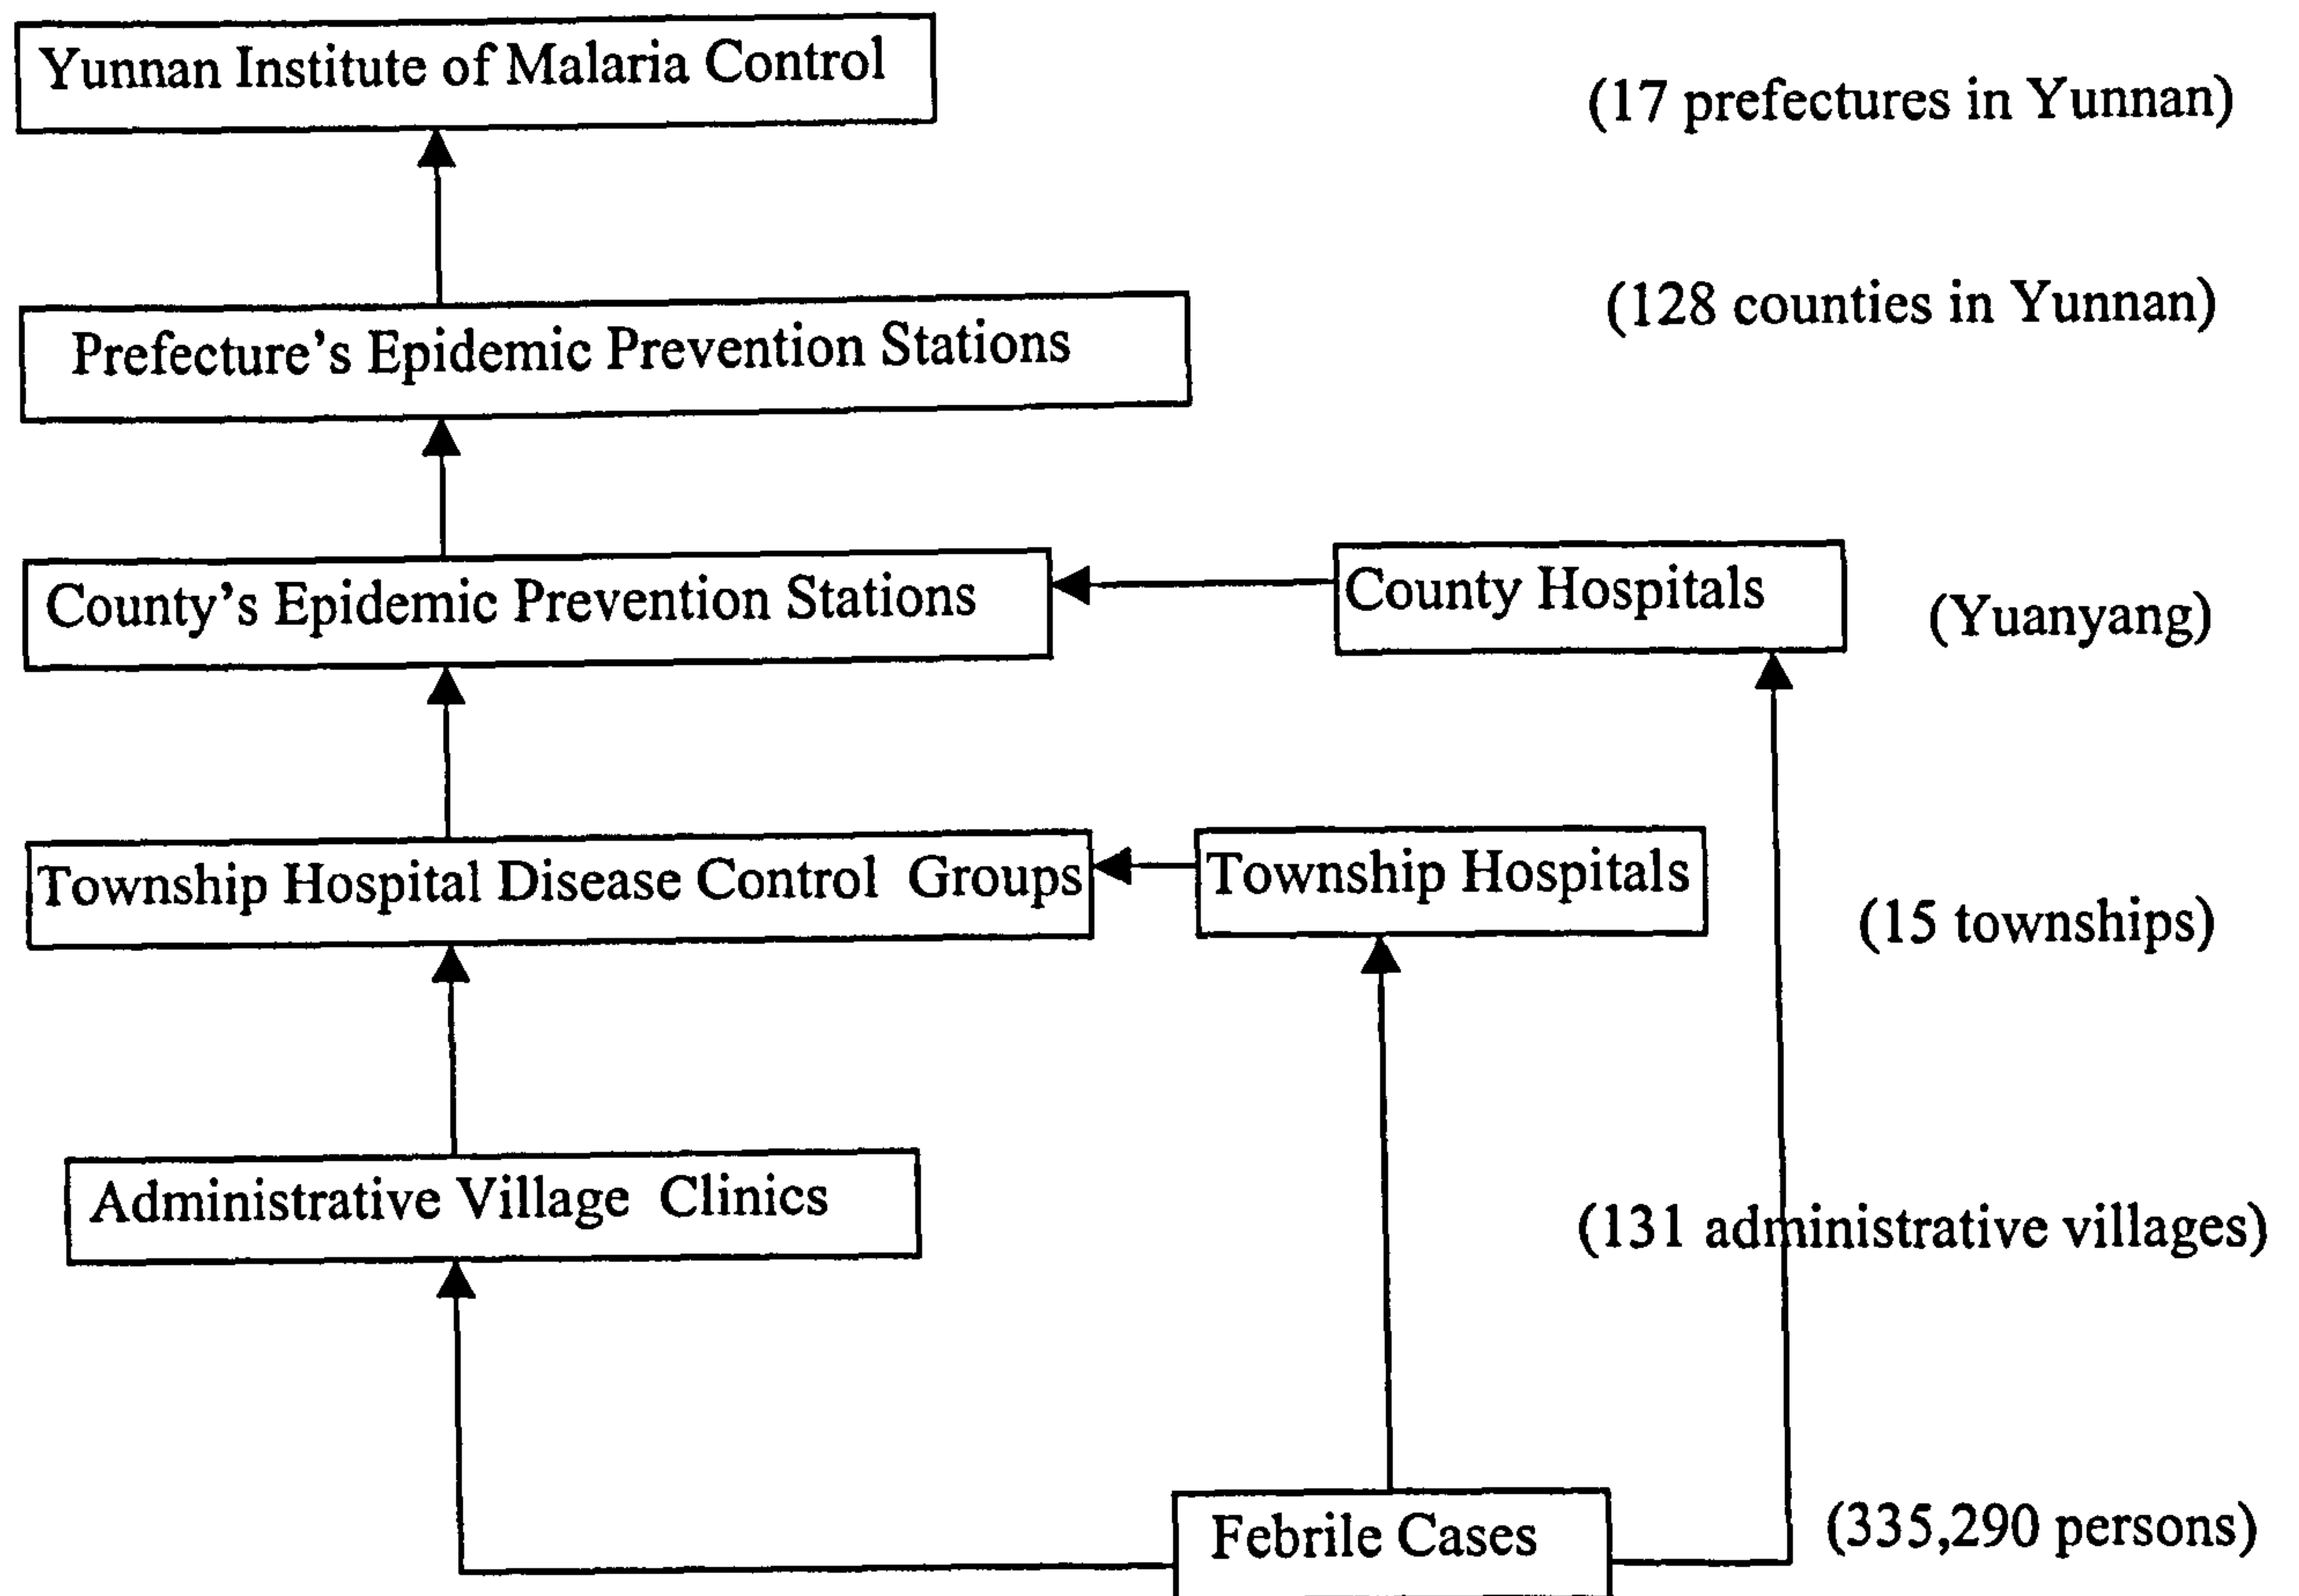 Yunnan Institute of Malaria Control
(17 prefectures in Yunnan)
Prefecture's Epidemic Prevention Stations
(128 counties in Yunnan)
County's Epidemic Prevention Stations
County Hospitals
(Yuanyang)
Township Hospital Disease Control Groups
Township Hospitals
(15 townships)
Administrative Village Clinics
(131 administrative villages)
Febrile Cases
(335,290 persons)